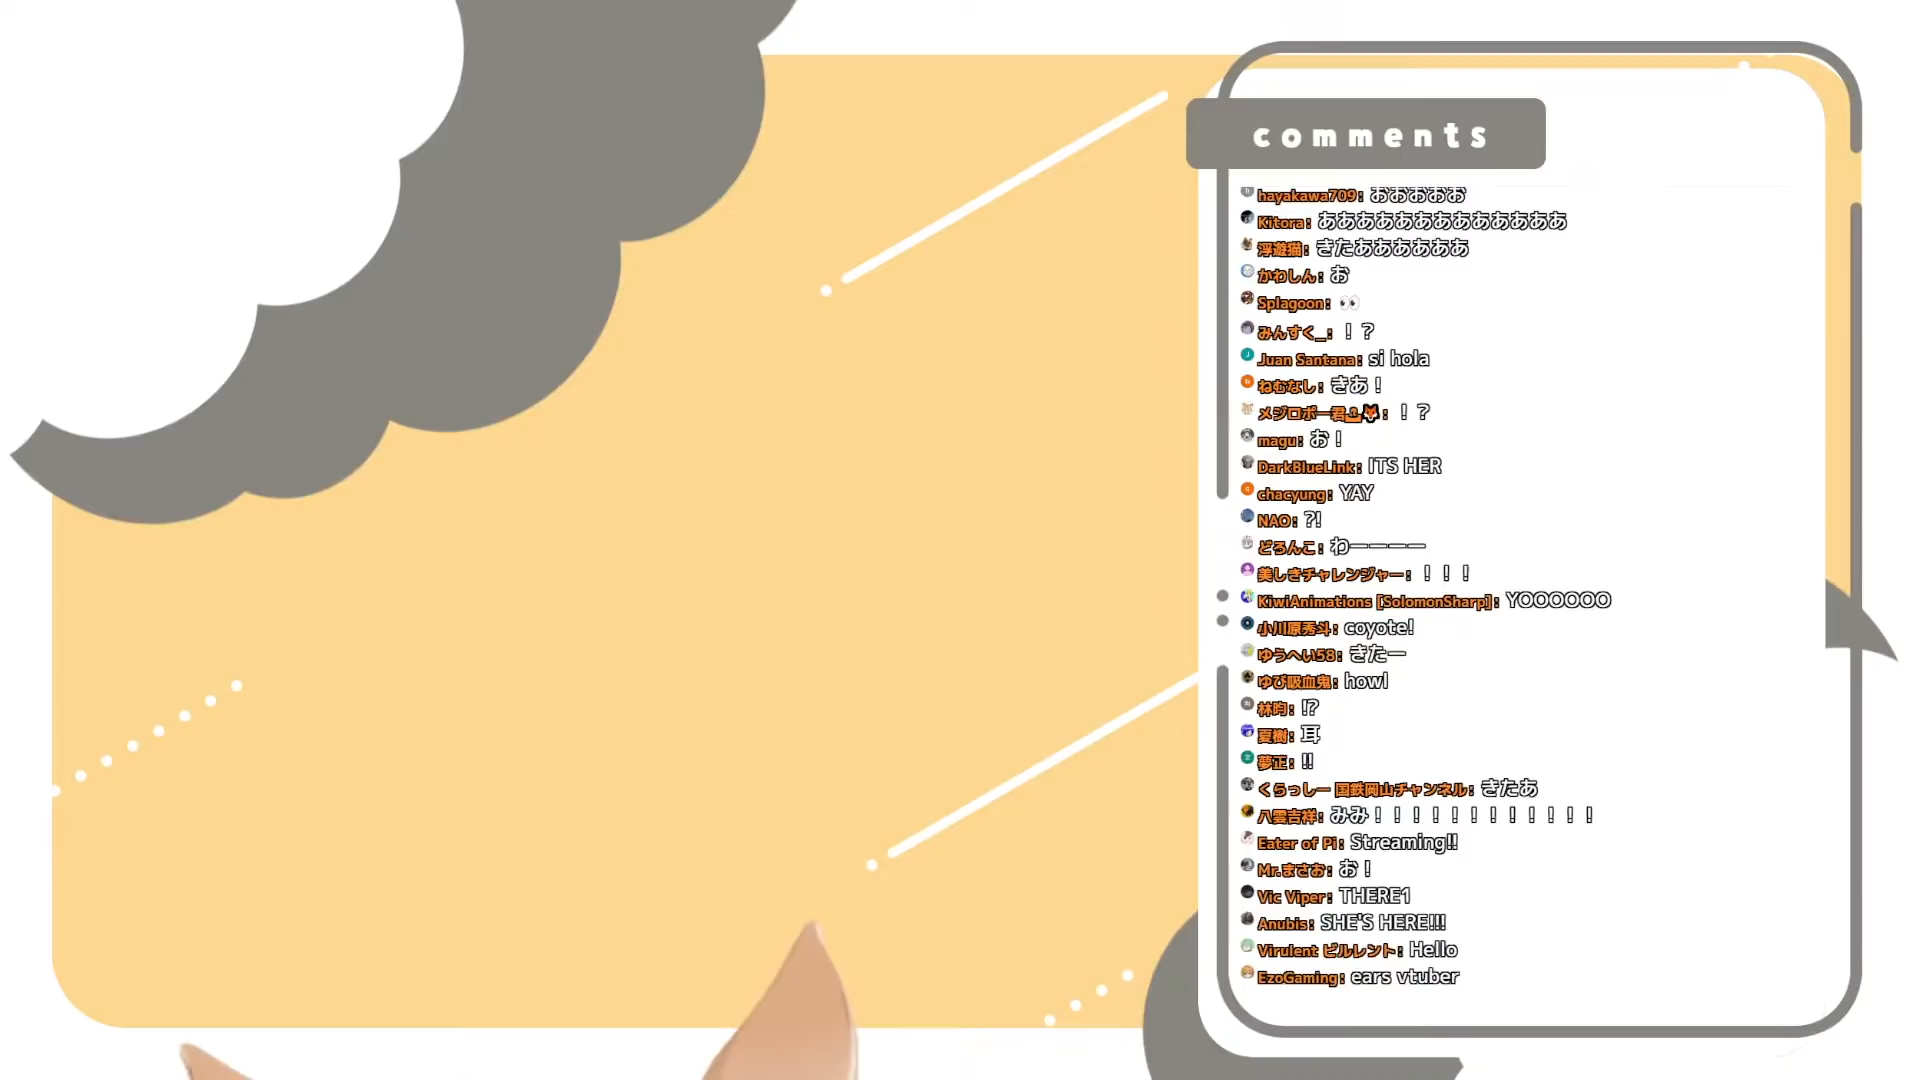 comments
hayakawa709: おおおおお
Kitora: あああああああああああああ
浮遊猫: きたああああああ
かわしん: お
Splagoon: 👀
みんすく_: ！？
Juan Santana: si hola
ねむなし: きあ！
メジロポー君: ！？
magu: お！
DarkBlueLink: ITS HER
chacyung: YAY
NAO: ?!
どろんこ: わーーーー
美しきチャレンジャー: ！！！
KiwiAnimations [SolomonSharp]: YOOOOOO
小川原秀斗: coyote!
ゆうへい58: きたー
ゆび吸血鬼: howl
林昀: !?
夏樹: 耳
夢正: !!
くらっしー 国鉄岡山チャンネル: きたあ
八雲吉祥: みみ！！！！！！！！！！！！
Eater of Pi: Streaming!!
Mr.まさお: お！
Vic Viper: THERE1
Anubis: SHE'S HERE!!!
Virulent ビルレント: Hello
EzoGaming: ears vtuber